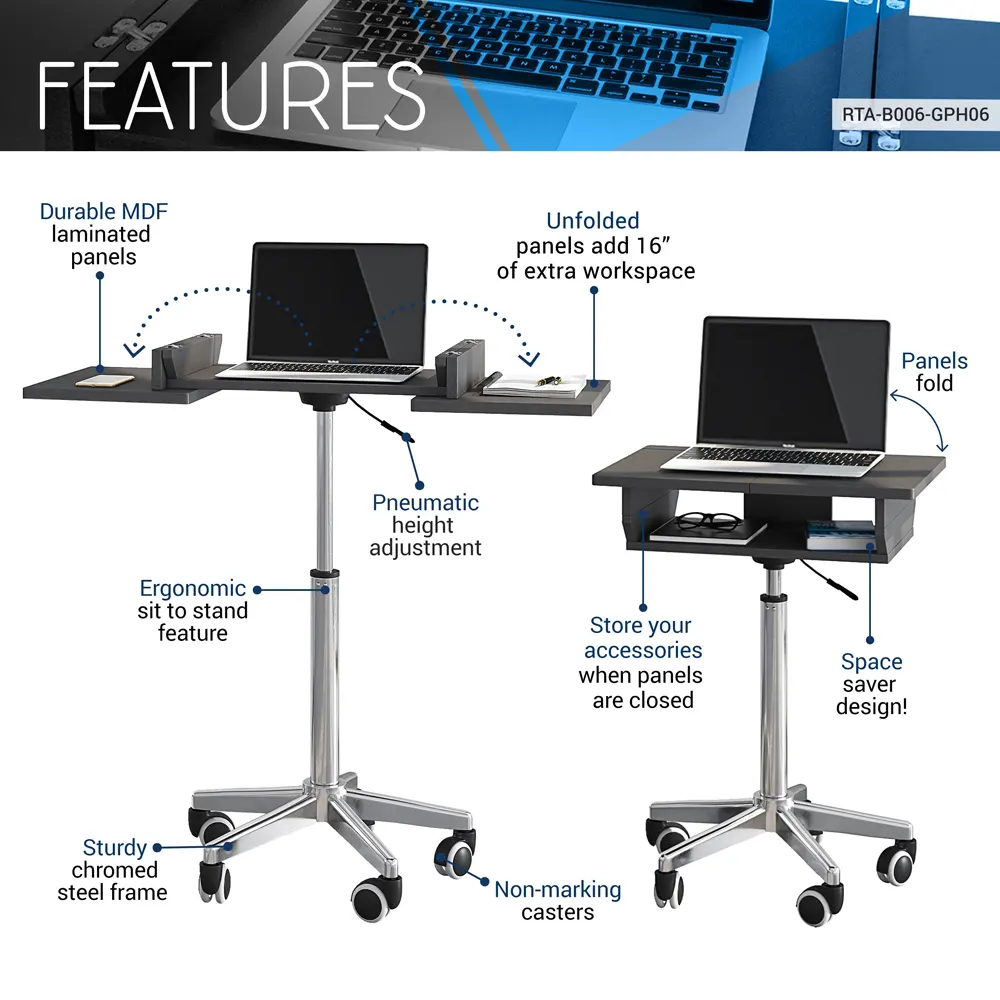 FEATURES
RTA-B006-GPH06
Durable MDF
laminated
panels
Unfolded
panels add 16”
of extra workspace
Panels
fold
Pneumatic
height
adjustment
Ergonomic
sit to stand
feature
Store your
accessories
when panels
are closed
Space
saver
design!
Sturdy
chromed
steel frame
Non-marking
casters